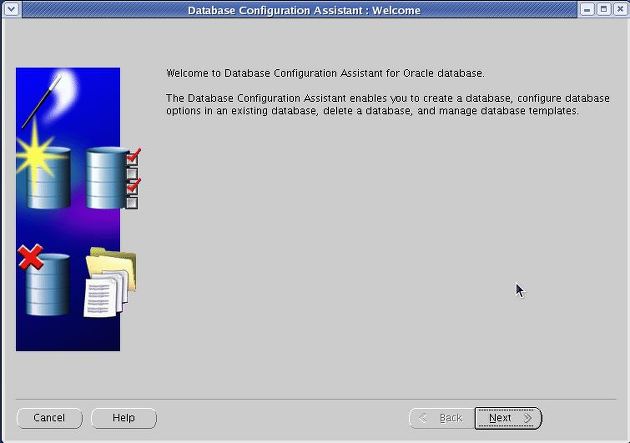 Database Configuration Assistant : Welcome
Welcome to Database Configuration Assistant for Oracle database.
The Database Configuration Assistant enables you to create a database, configure database
options in an existing database, delete a database, and manage database templates.
Cancel Help Back Next